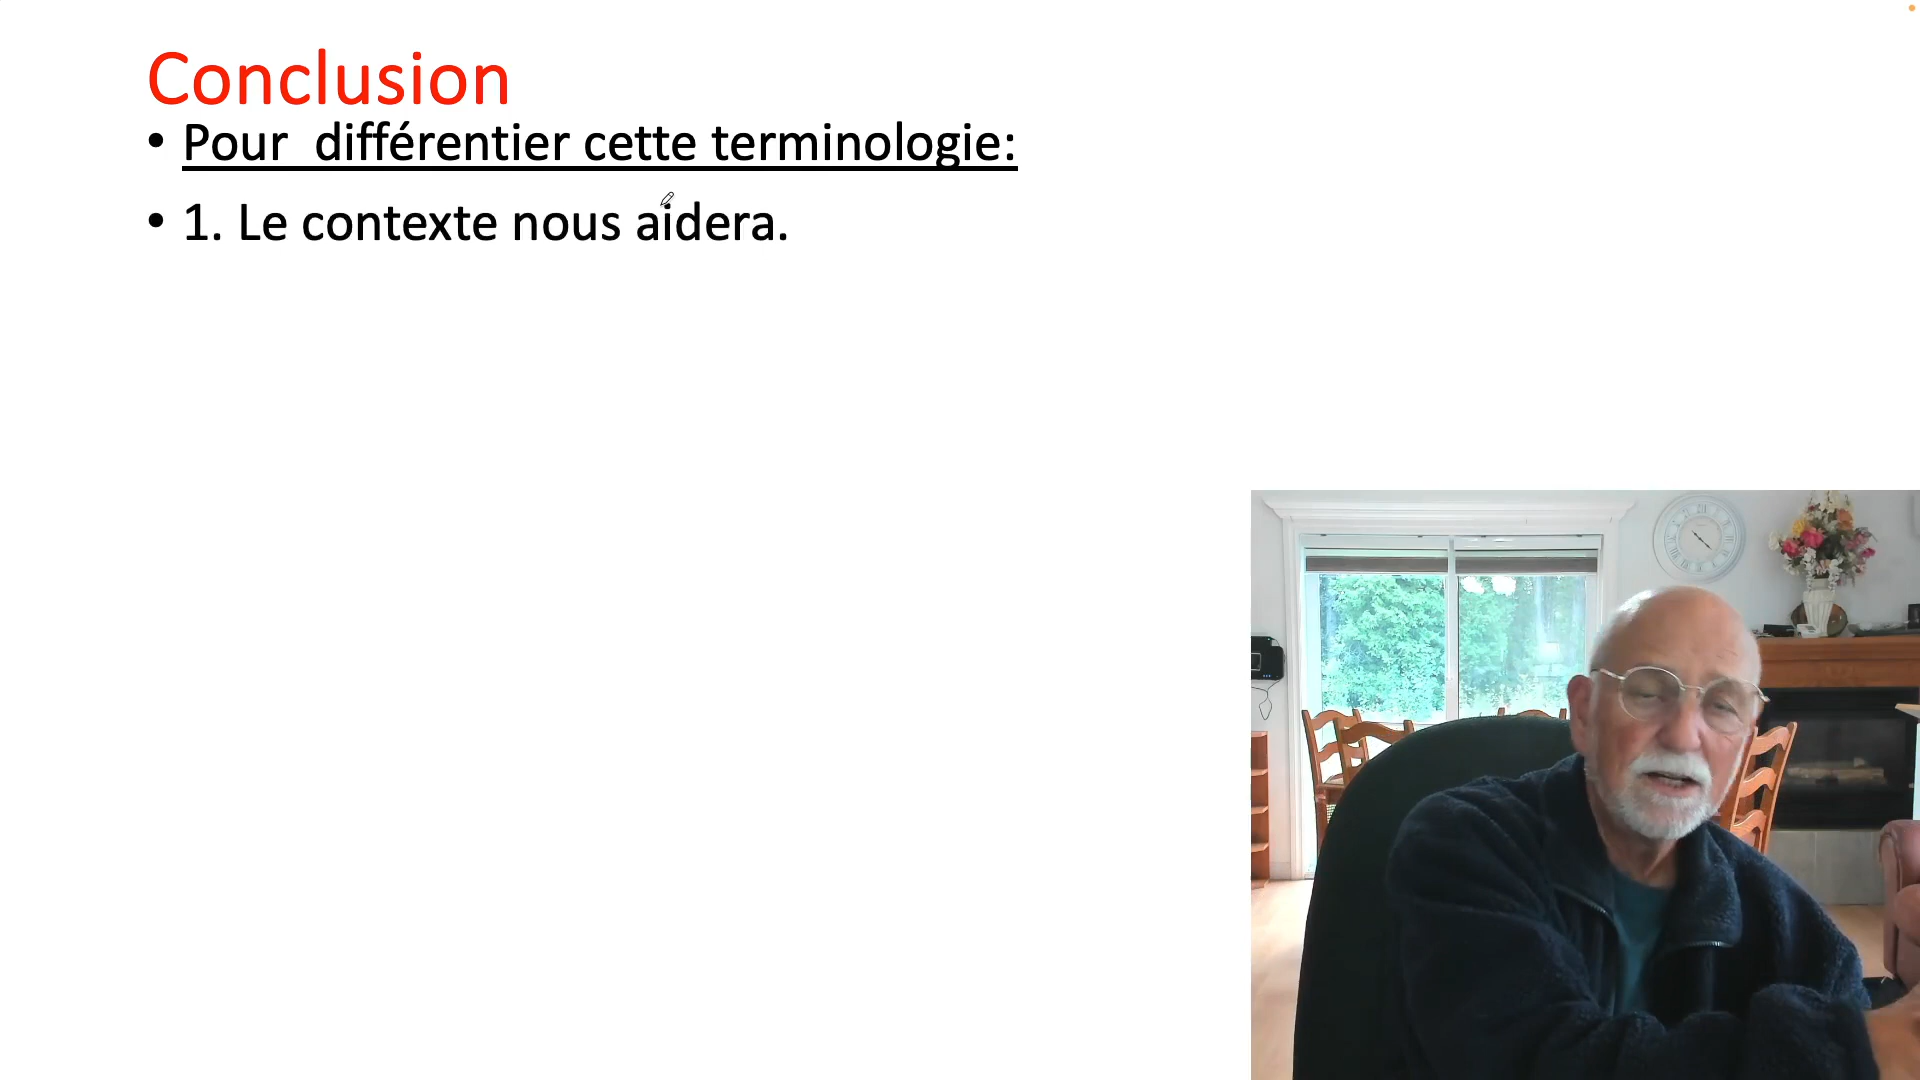 Conclusion
• Pour  différentier cette terminologie:
• 1. Le contexte nous aidera.